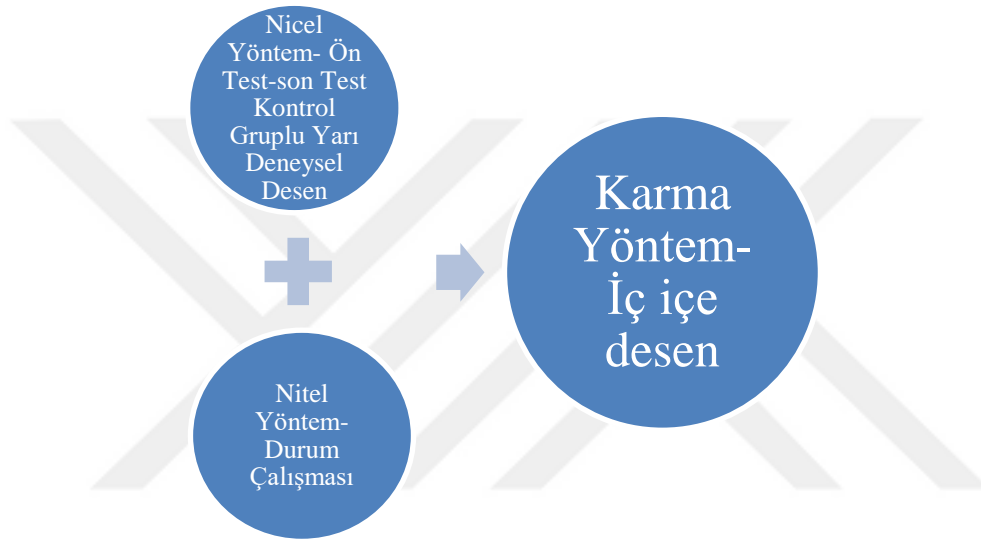 Nicel
Yöntem- Ön
Test-son Test
Kontrol
Gruplu Yarı
Deneysel
Desen
Nitel
Yöntem-
Durum
Çalışması
Karma
Yöntem-
İç içe
desen